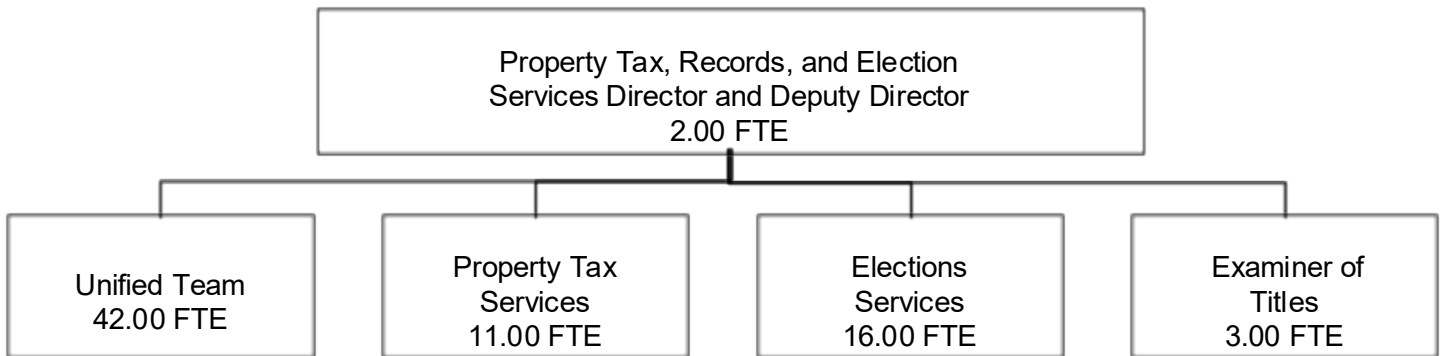 Property Tax, Records, and Election
Services Director and Deputy Director
2.00 FTE
Unified Team
42.00 FTE
Property Tax
Services
11.00 FTE
Elections
Services
16.00 FTE
Examiner of
Titles
3.00 FTE